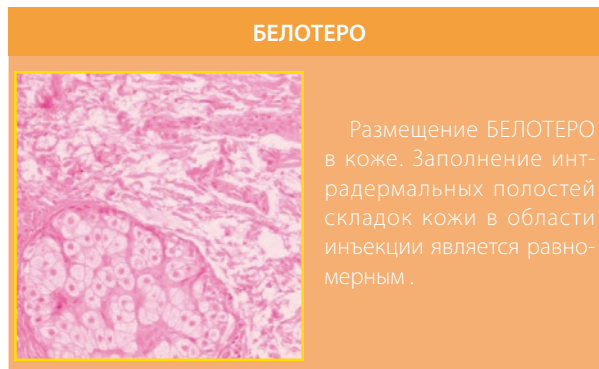 БЕЛОТЕРО
Размещение БЕЛОТЕРО
в коже. Заполнение инт-
радермальных полостей
складок кожи в области
инъекции является равно-
мерным .